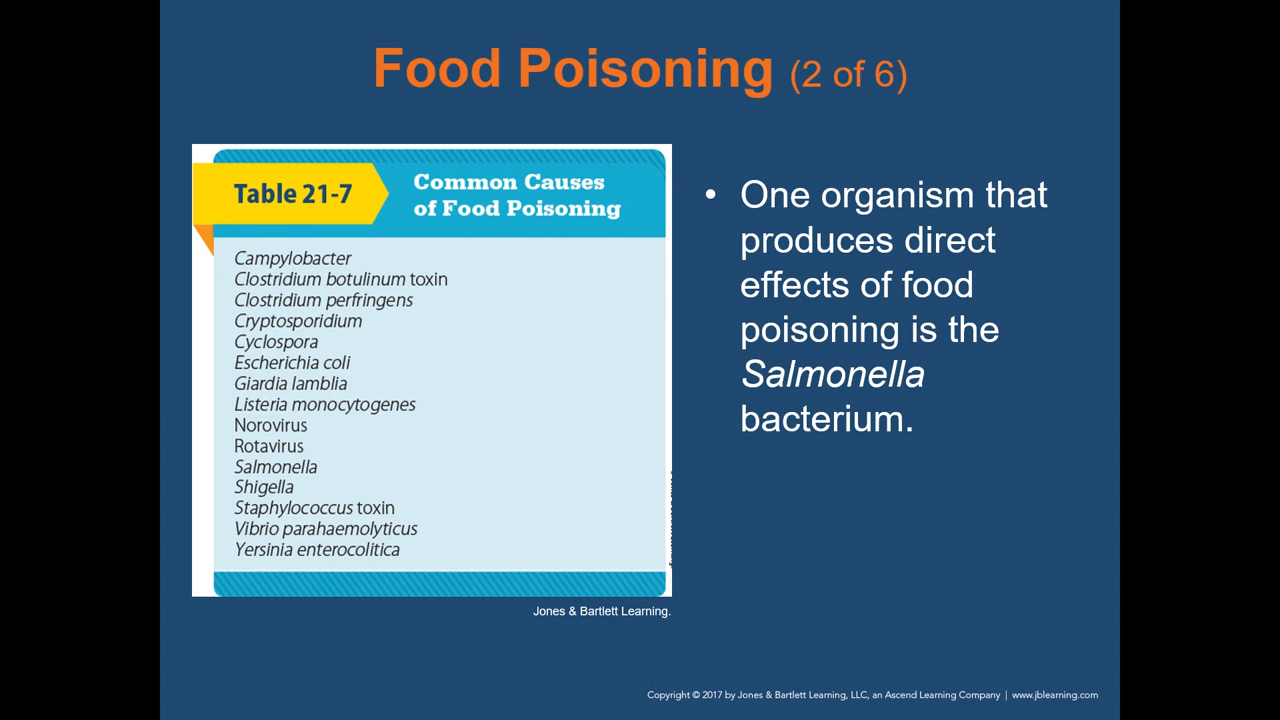 Food Poisoning (2 of 6)
Table 21-7
Common Causes
of Food Poisoning
Campylobacter
Clostridium botulinum toxin
Clostridium perfringens
Cryptosporidium
Cyclospora
Escherichia coli
Giardia lamblia
Listeria monocytogenes
Norovirus
Rotavirus
Salmonella
Shigella
Staphylococcus toxin
Vibrio parahaemolyticus
Yersinia enterocolitica
Jones & Bartlett Learning.
• One organism that
produces direct
effects of food
poisoning is the
Salmonella
bacterium.
Copyright © 2017 by Jones & Bartlett Learning, LLC, an Ascend Learning Company | www.jblearning.com